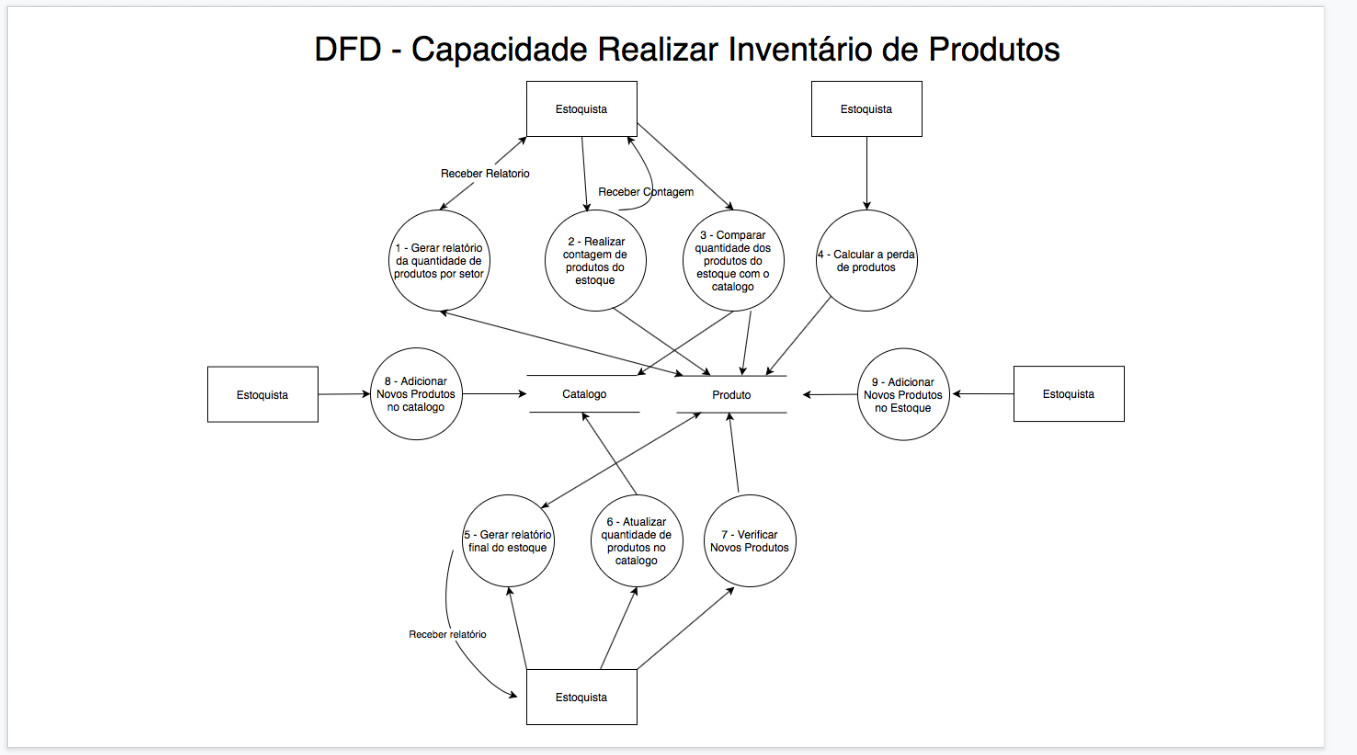 DFD - Capacidade Realizar Inventário de Produtos
Estoquista
Estoquista
Receber Relatorio
Receber Contagem
1 - Gerar relatório
da quantidade de
produtos por setor
2 - Realizar
contagem de
produtos do
estoque
3 - Comparar
quantidade dos
produtos do
estoque com o
catalogo
4 - Calcular a perda
de produtos
Estoquista
8 - Adicionar
Novos Produtos
no catalogo
Catalogo
Produto
9 - Adicionar
Novos Produtos
no Estoque
Estoquista
5 - Gerar relatório
final do estoque
6 - Atualizar
quantidade de
produtos no
catalogo
7 - Verificar
Novos Produtos
Receber relatório
Estoquista